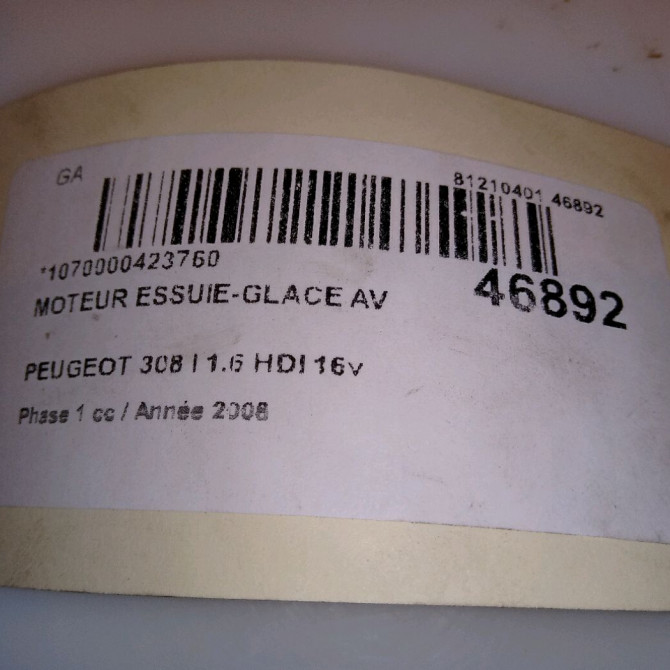 GA
81210401 46892
*1070000423760
46892
MOTEUR ESSUIE-GLACE AV
PEUGEOT 308 I 1.6 HDI 16v
Phase 1 cc / Année 2008